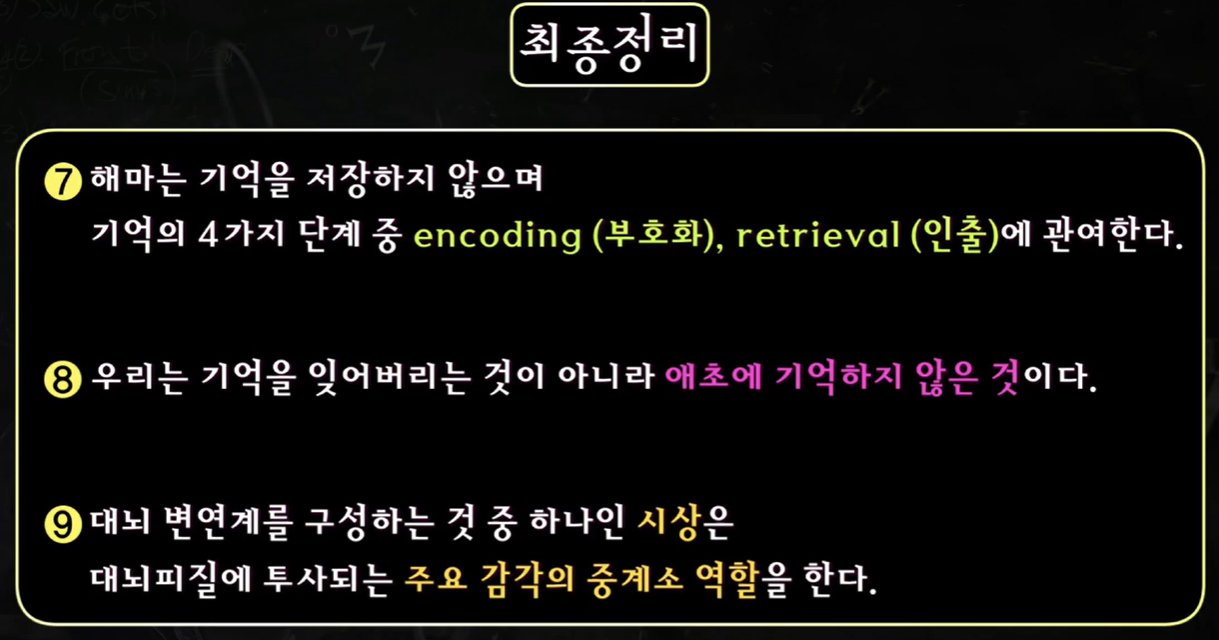 최종정리
7 해마는 기억을 저장하지 않으며
기억의 4가지 단계 중 encoding (부호화), retrieval (인출)에 관여한다.
8 우리는 기억을 잊어버리는 것이 아니라 애초에 기억하지 않은 것이다.
9 대뇌 변연계를 구성하는 것 중 하나인 시상은
대뇌피질에 투사되는 주요 감각의 중계소 역할을 한다.